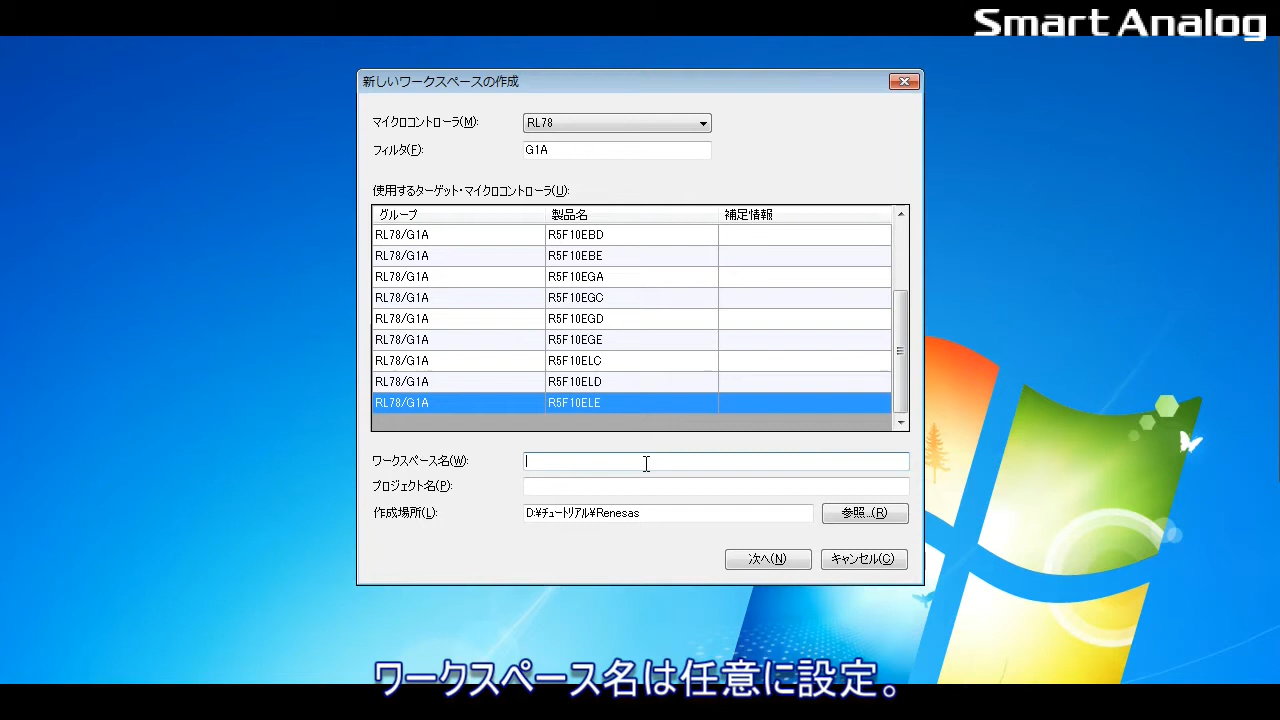 Smart Analog
新しいワークスペースの作成
マイクロコントローラ(M): RL78
フィルタ(F): G1A
使用するターゲット・マイクロコントローラ(U):
グループ 製品名 補足情報
RL78/G1A R5F10EBD
RL78/G1A R5F10EBE
RL78/G1A R5F10EGA
RL78/G1A R5F10EGC
RL78/G1A R5F10EGD
RL78/G1A R5F10EGE
RL78/G1A R5F10ELC
RL78/G1A R5F10ELD
RL78/G1A R5F10ELE
ワークスペース名(W):
プロジェクト名(P):
作成場所(L): D:¥チュートリアル¥Renesas 参照...(R)
次へ(N) キャンセル(C)
ワークスペース名は任意に設定。